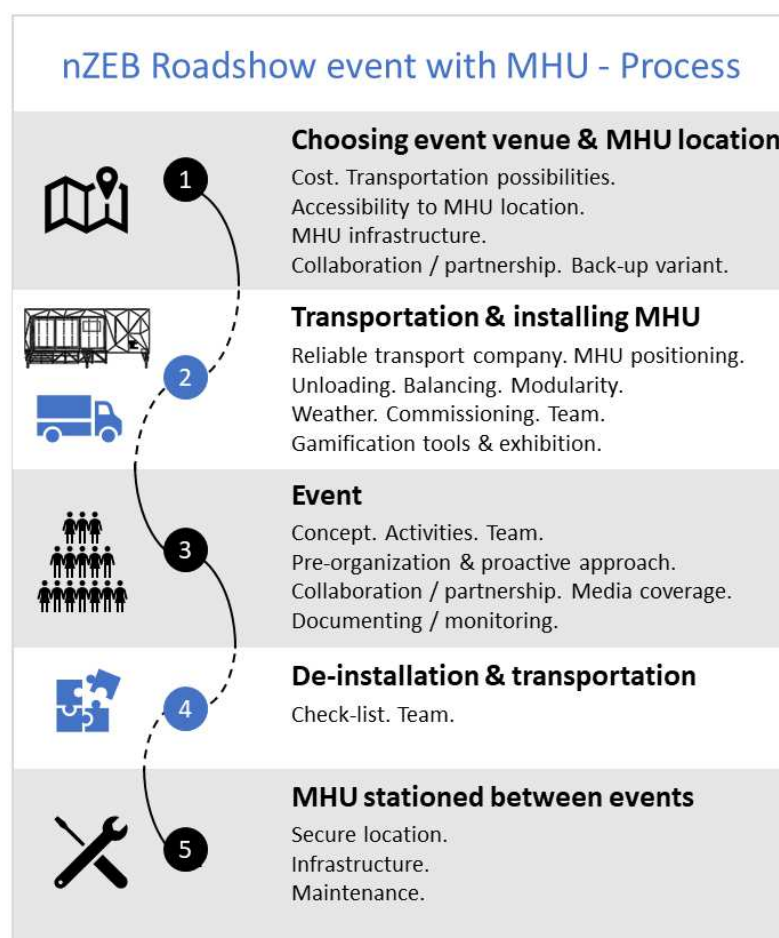 nZEB Roadshow event with MHU - Process
1
Choosing event venue & MHU location
Cost. Transportation possibilities.
Accessibility to MHU location.
MHU infrastructure.
Collaboration / partnership. Back-up variant.
2
Transportation & installing MHU
Reliable transport company. MHU positioning.
Unloading. Balancing. Modularity.
Weather. Commissioning. Team.
Gamification tools & exhibition.
3
Event
Concept. Activities. Team.
Pre-organization & proactive approach.
Collaboration / partnership. Media coverage.
Documenting / monitoring.
4
De-installation & transportation
Check-list. Team.
5
MHU stationed between events
Secure location.
Infrastructure.
Maintenance.